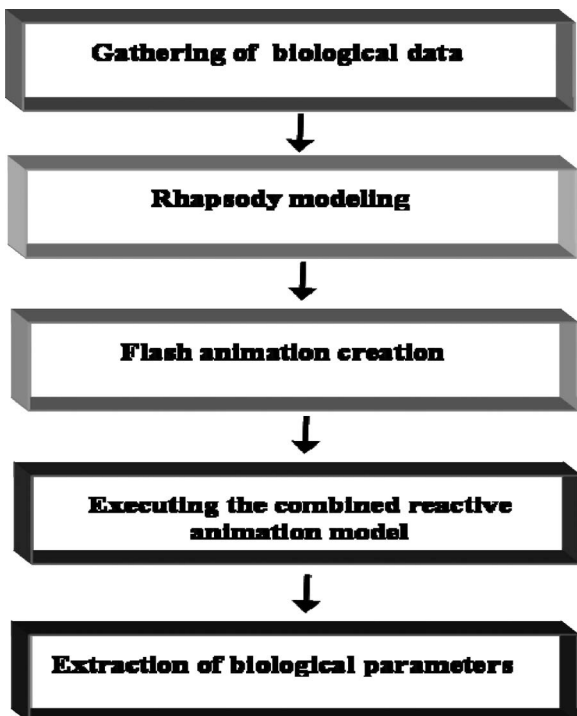 Gathering of biological data
Rhapsody modeling
Flash animation creation
Executing the combined reactive
animation model
Extraction of biological parameters